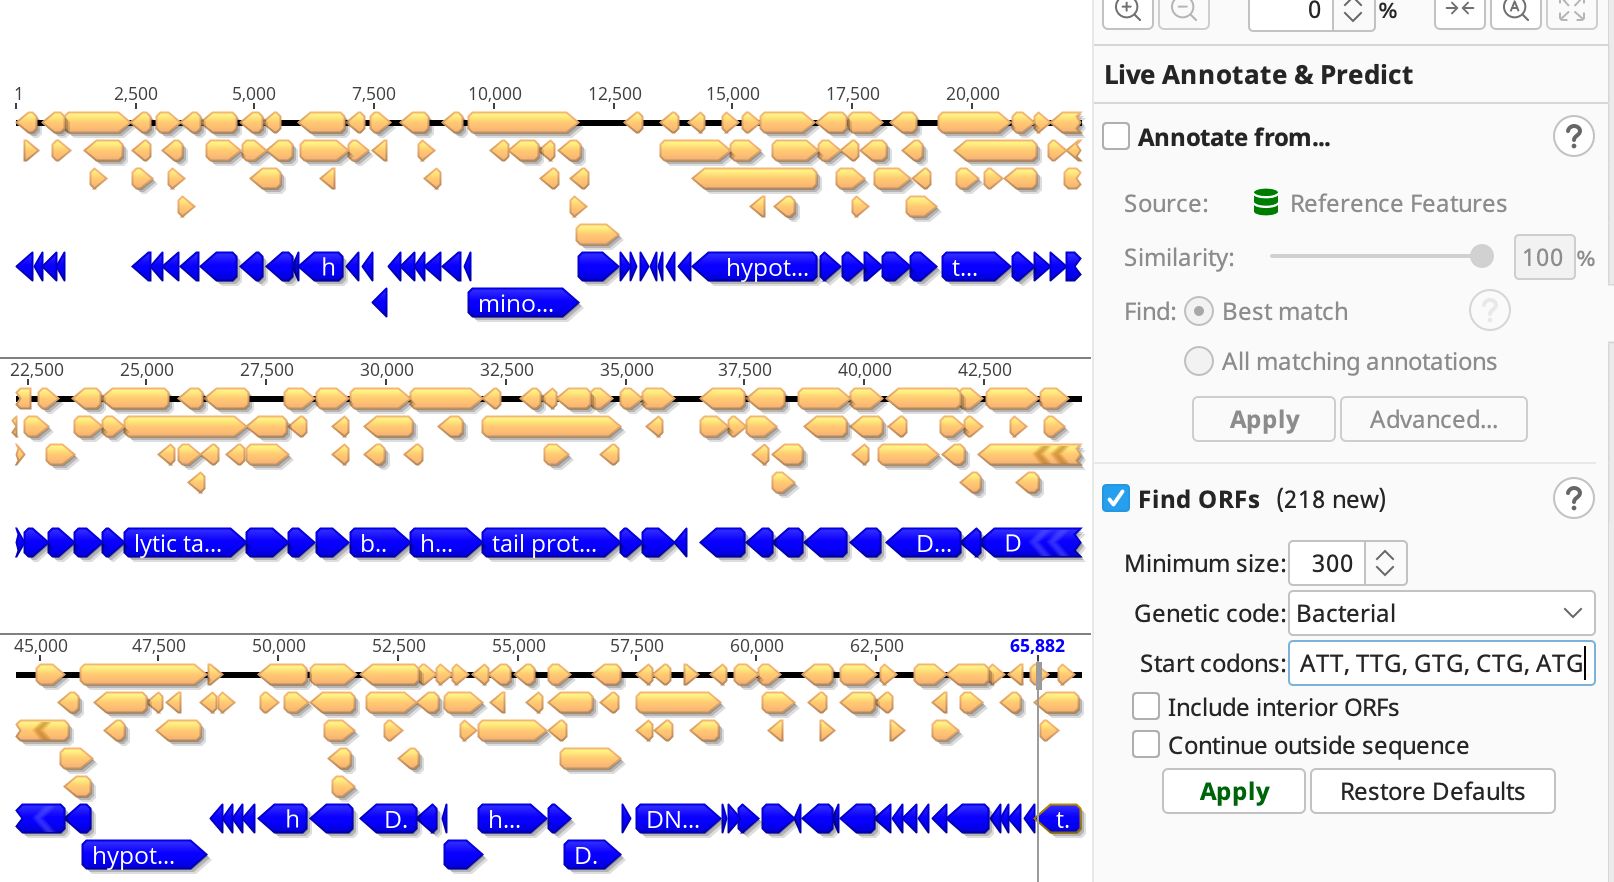 0 %
Live Annotate & Predict
Annotate from... ?
Source: Reference Features
Similarity: 100 %
Find: Best match ?
All matching annotations
Apply Advanced...
Find ORFs (218 new) ?
Minimum size: 300
Genetic code: Bacterial
Start codons: ATT, TTG, GTG, CTG, ATG
Include interior ORFs
Continue outside sequence
Apply Restore Defaults
1 2,500 5,000 7,500 10,000 12,500 15,000 17,500 20,000
h hypot... t...
mino...
22,500 25,000 27,500 30,000 32,500 35,000 37,500 40,000 42,500
lytic ta... b.. h... tail prot... D... D
45,000 47,500 50,000 52,500 55,000 57,500 60,000 62,500 65,882
h D. h... DN... t.
hypot... D.